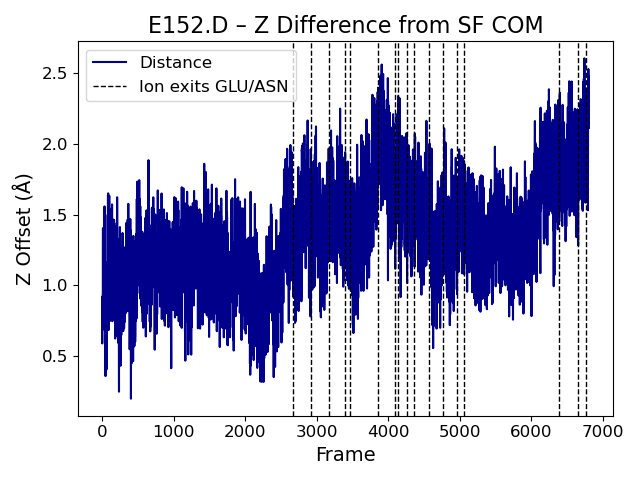 E152.D – Z Difference from SF COM
Distance
Ion exits GLU/ASN
Z Offset (Å)
2.5
2.0
1.5
1.0
0.5
0 1000 2000 3000 4000 5000 6000 7000
Frame